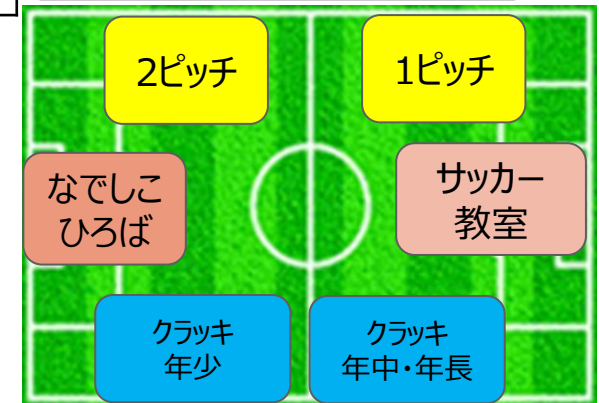 2ピッチ
1ピッチ
なでしこ
ひろば
サッカー
教室
クラッキ
年少
クラッキ
年中・年長